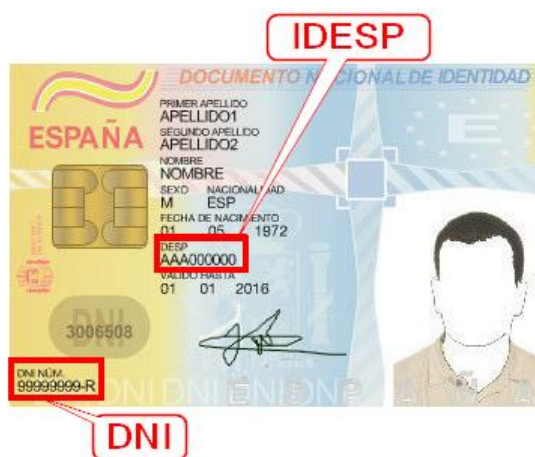 IDESP
DOCUMENTO NACIONAL DE IDENTIDAD
ESPAÑA
PRIMER APELLIDO
APELLIDO1
SEGUNDO APELLIDO
APELLIDO2
NOMBRE
NOMBRE
SEXO NACIONALIDAD
M ESP
FECHA DE NACIMIENTO
01 05 1972
IDESP
AAA000000
VALIDO HASTA
01 01 2016
DNI
3006508
DNI NÚM.
99999999-R
DNI